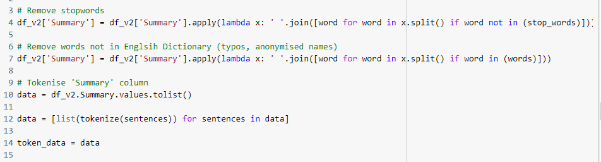 3 # Remove stopwords
4 df_v2['Summary'] = df_v2['Summary'].apply(lambda x: ' '.join([word for word in x.split() if word not in (stop_words)]))
5
6 # Remove words not in Englsih Dictionary (typos, anonymised names)
7 df_v2['Summary'] = df_v2['Summary'].apply(lambda x: ' '.join([word for word in x.split() if word in (words)]))
8
9 # Tokenise 'Summary' column
10 data = df_v2.Summary.values.tolist()
11
12 data = [list(tokenize(sentences)) for sentences in data]
13
14 token_data = data
15